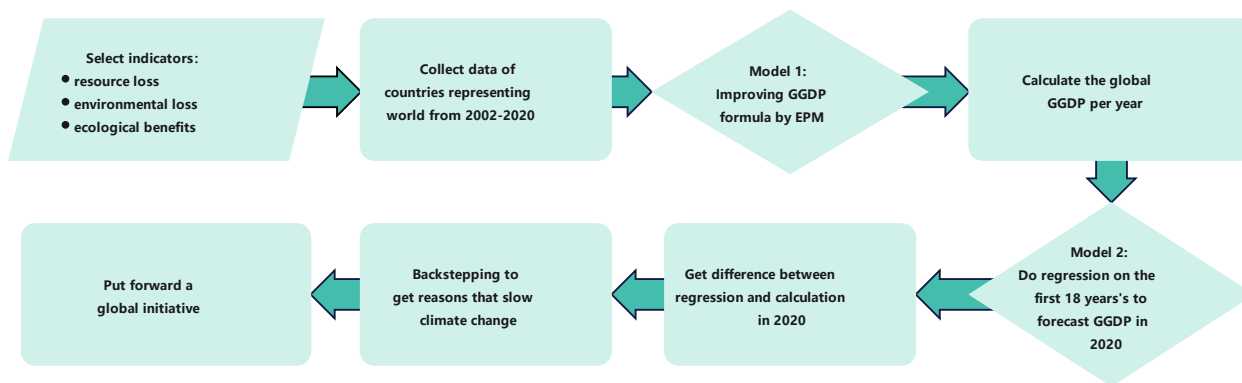 Select indicators:
● resource loss
● environmental loss
● ecological benefits
Collect data of
countries representing
world from 2002-2020
Model 1:
Improving GGDP
formula by EPM
Calculate the global
GGDP per year
Model 2:
Do regression on the
first 18 years's to
forecast GGDP in
2020
Get difference between
regression and calculation
in 2020
Backstepping to
get reasons that slow
climate change
Put forward a
global initiative